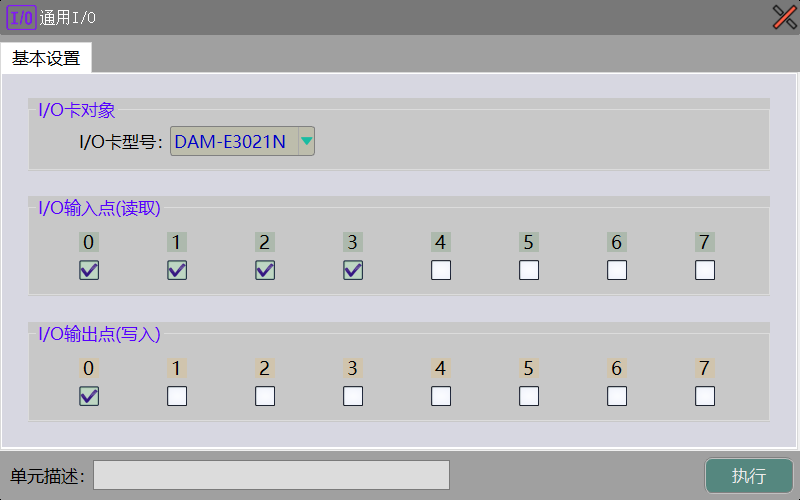 I/O 通用I/O
基本设置
I/O卡对象
I/O卡型号: DAM-E3021N
I/O输入点(读取)
0 1 2 3 4 5 6 7
I/O输出点(写入)
0 1 2 3 4 5 6 7
单元描述: 执行